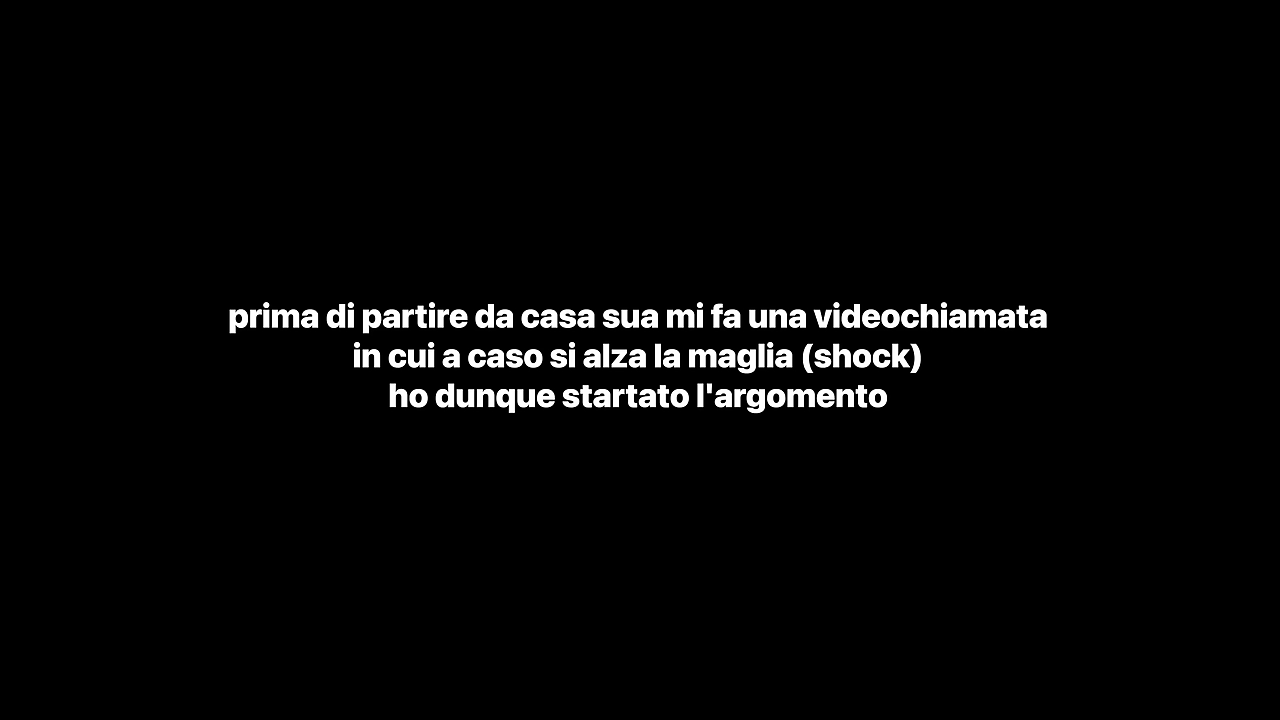 prima di partire da casa sua mi fa una videochiamata
in cui a caso si alza la maglia (shock)
ho dunque startato l'argomento